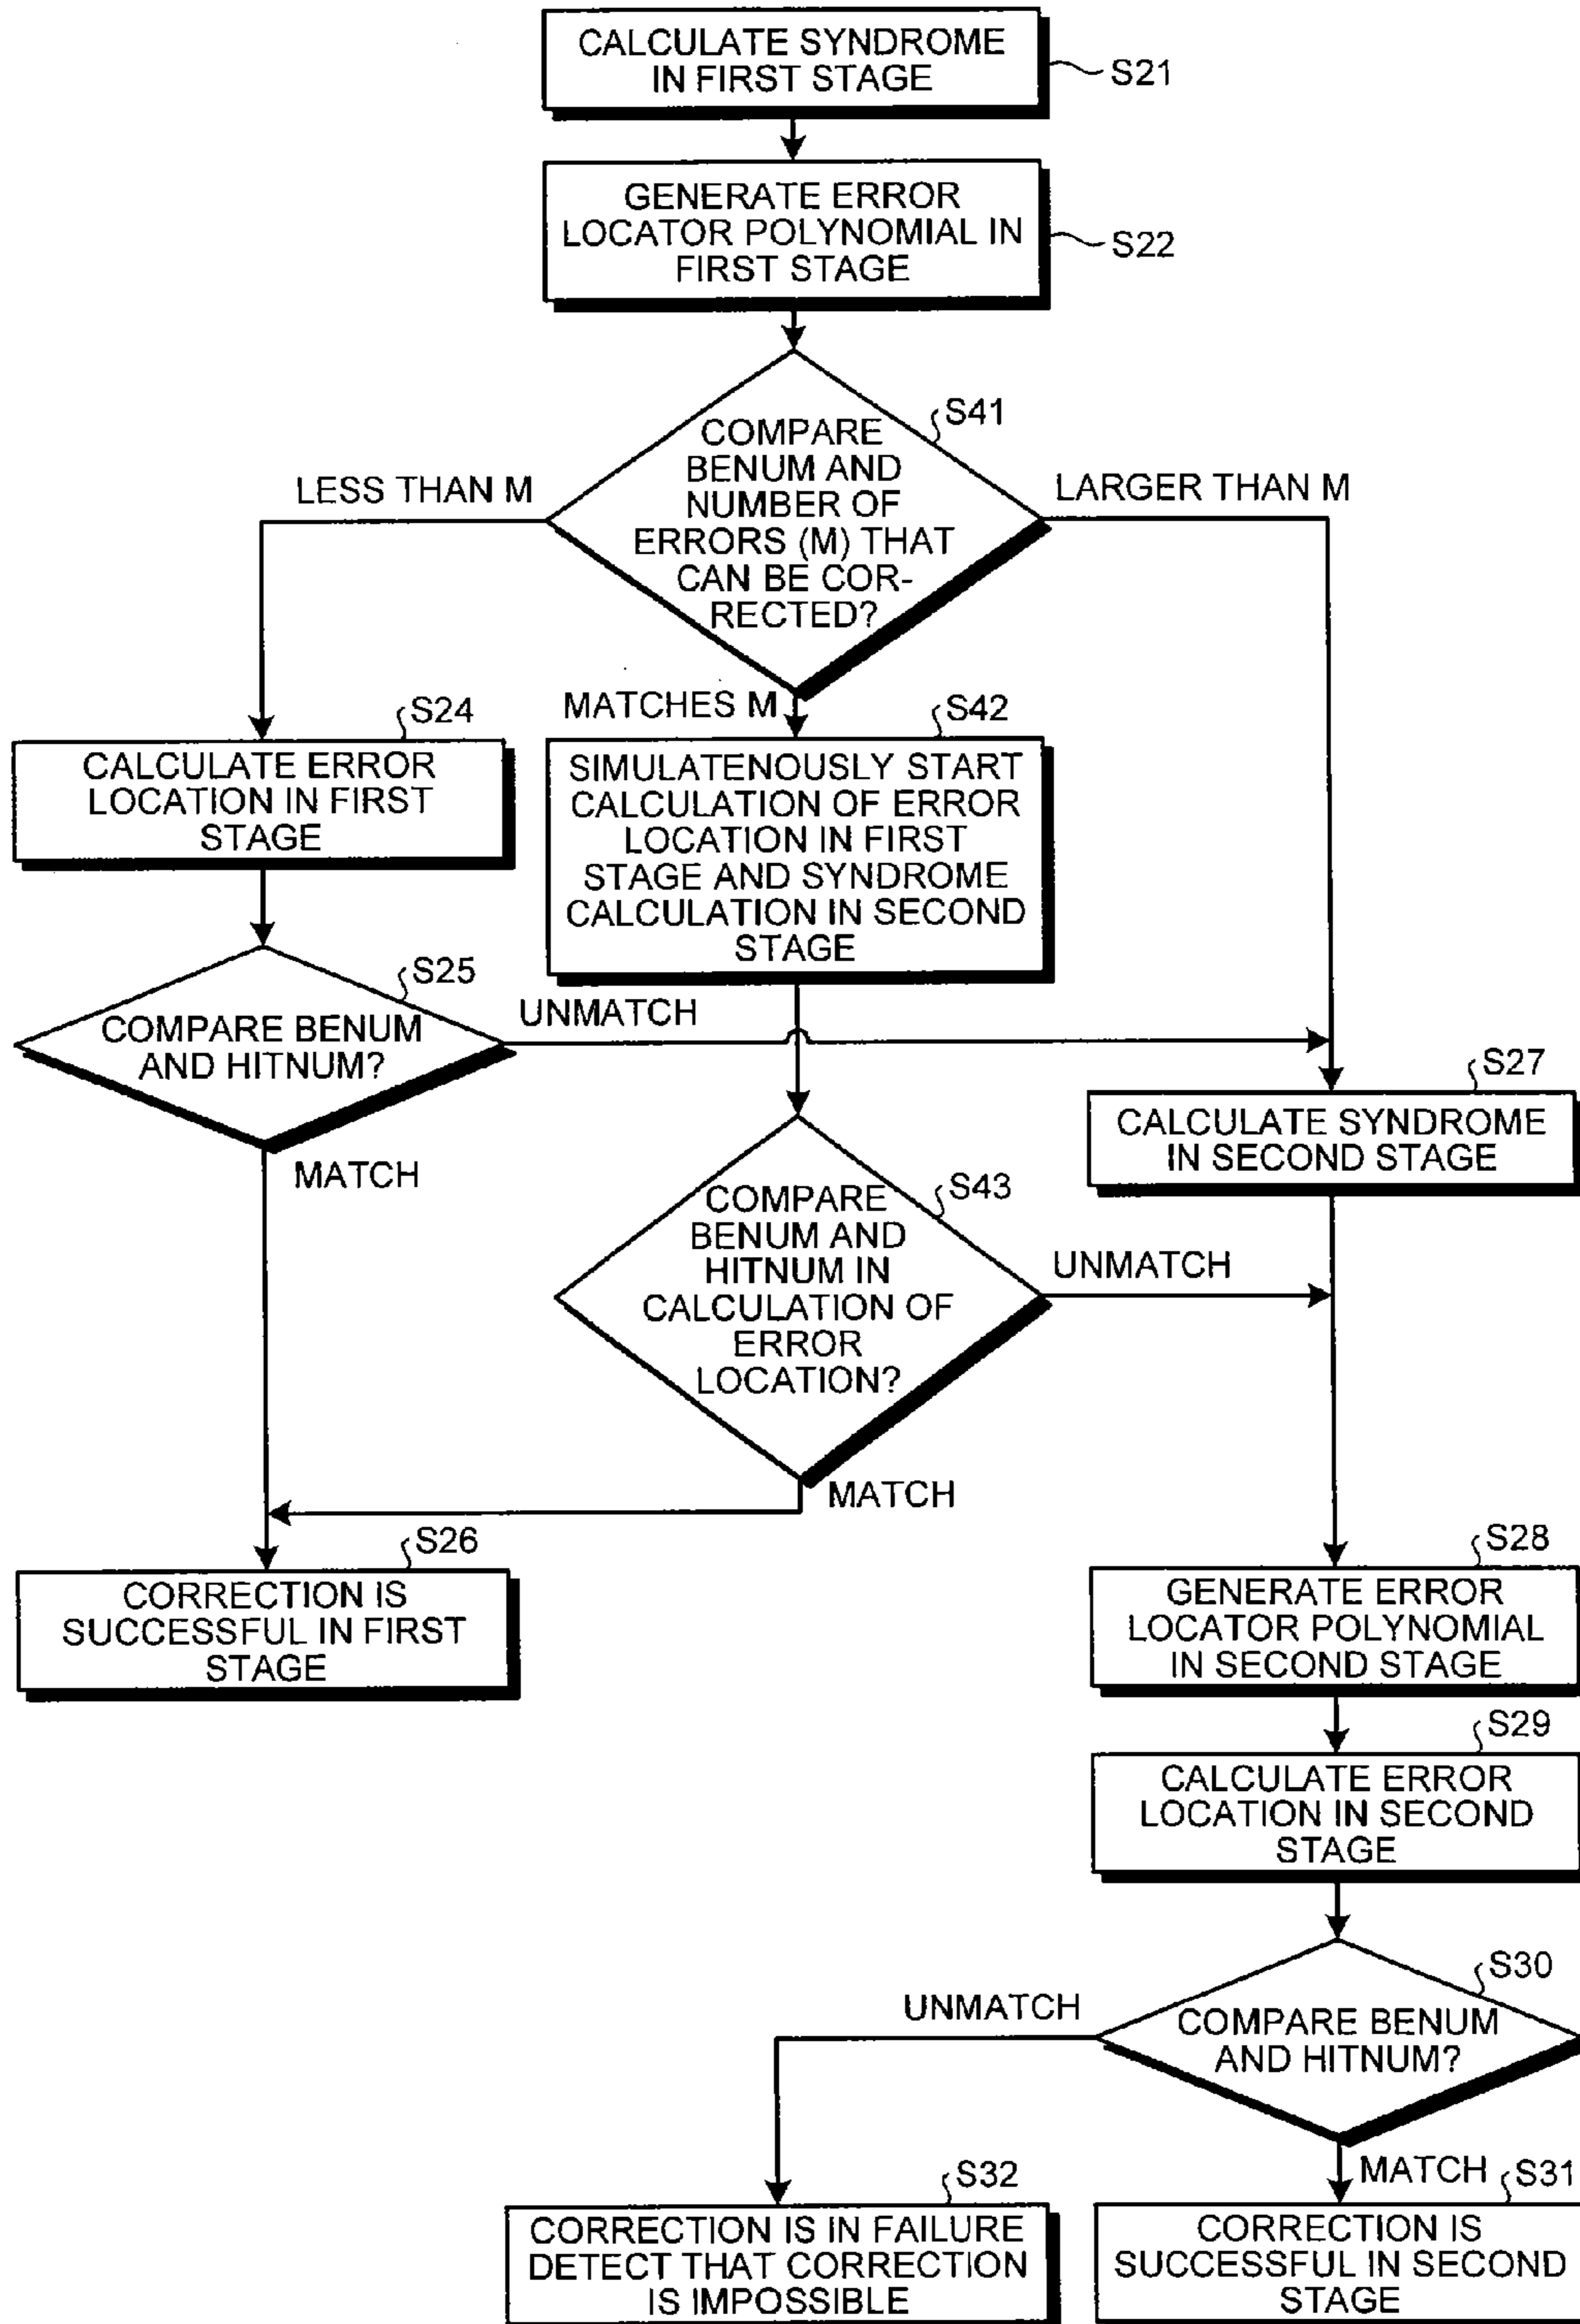 CALCULATE SYNDROME
IN FIRST STAGE
S21
GENERATE ERROR
LOCATOR POLYNOMIAL IN
FIRST STAGE
S22
COMPARE
BENUM AND
NUMBER OF
ERRORS (M) THAT
CAN BE COR-
RECTED?
S41
LESS THAN M
LARGER THAN M
MATCHES M
S24
CALCULATE ERROR
LOCATION IN FIRST
STAGE
S42
SIMULATENOUSLY START
CALCULATION OF ERROR
LOCATION IN FIRST
STAGE AND SYNDROME
CALCULATION IN SECOND
STAGE
S25
COMPARE BENUM
AND HITNUM?
UNMATCH
MATCH
S27
CALCULATE SYNDROME
IN SECOND STAGE
S43
COMPARE
BENUM AND
HITNUM IN
CALCULATION OF
ERROR
LOCATION?
UNMATCH
MATCH
S26
CORRECTION IS
SUCCESSFUL IN FIRST
STAGE
S28
GENERATE ERROR
LOCATOR POLYNOMIAL
IN SECOND STAGE
S29
CALCULATE ERROR
LOCATION IN SECOND
STAGE
S30
COMPARE BENUM
AND HITNUM?
UNMATCH
MATCH
S32
CORRECTION IS IN FAILURE
DETECT THAT CORRECTION
IS IMPOSSIBLE
S31
CORRECTION IS
SUCCESSFUL IN SECOND
STAGE